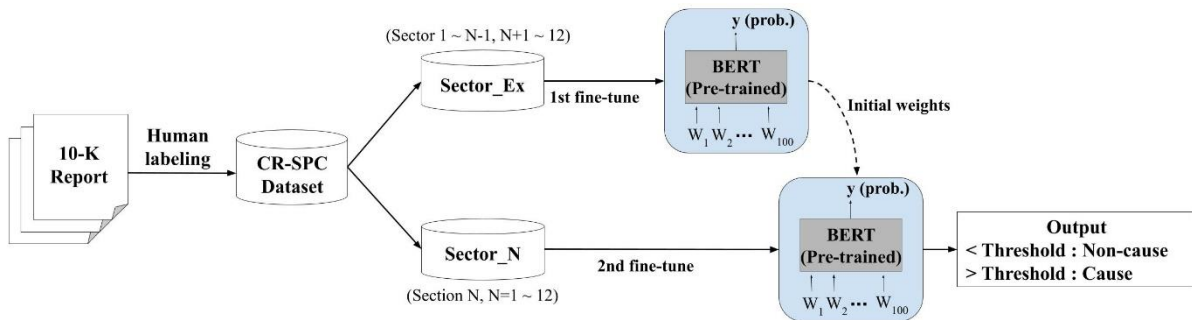 (Sector 1 ~ N-1, N+1 ~ 12)
Sector_Ex
1st fine-tune
y (prob.)
BERT
(Pre-trained)
W1 W2 ... W100
Initial weights
10-K
Report
Human
labeling
CR-SPC
Dataset
Sector_N
(Section N, N=1 ~ 12)
2nd fine-tune
y (prob.)
BERT
(Pre-trained)
W1 W2 ... W100
Output
< Threshold : Non-cause
> Threshold : Cause